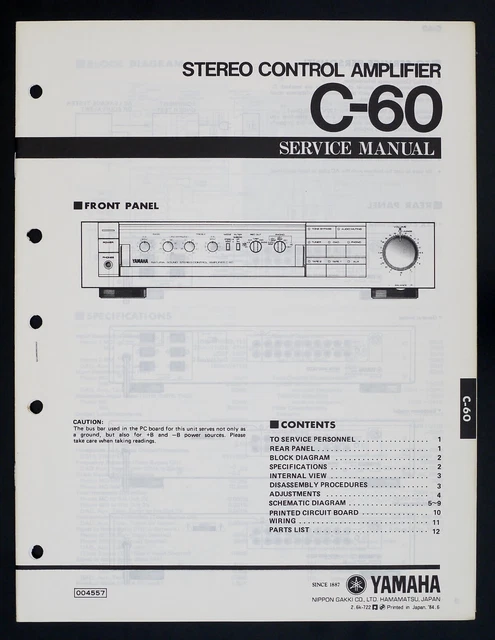 STEREO CONTROL AMPLIFIER
C-60
SERVICE MANUAL
■FRONT PANEL
YAMAHA
C-60
CAUTION:
The bus bar used in the PC board for this unit serves not only as
a ground, but also for +B and −B power sources. Please
take care when taking readings.
■CONTENTS
TO SERVICE PERSONNEL . . . . . . . . . . . . . . 1
REAR PANEL . . . . . . . . . . . . . . 1
BLOCK DIAGRAM . . . . . . . . . . . . . . 2
SPECIFICATIONS . . . . . . . . . . . . . . 2
INTERNAL VIEW . . . . . . . . . . . . . . 3
DISASSEMBLY PROCEDURES . . . . . . . . . . . . . . 3
ADJUSTMENTS . . . . . . . . . . . . . . 4
SCHEMATIC DIAGRAM . . . . . . . . . . . . . . 5~9
PRINTED CIRCUIT BOARD . . . . . . . . . . . . . . 10
WIRING . . . . . . . . . . . . . . 11
PARTS LIST . . . . . . . . . . . . . . 12
004557
SINCE 1887 YAMAHA
NIPPON GAKKI CO., LTD. HAMAMATSU, JAPAN
Printed in Japan. '84.6